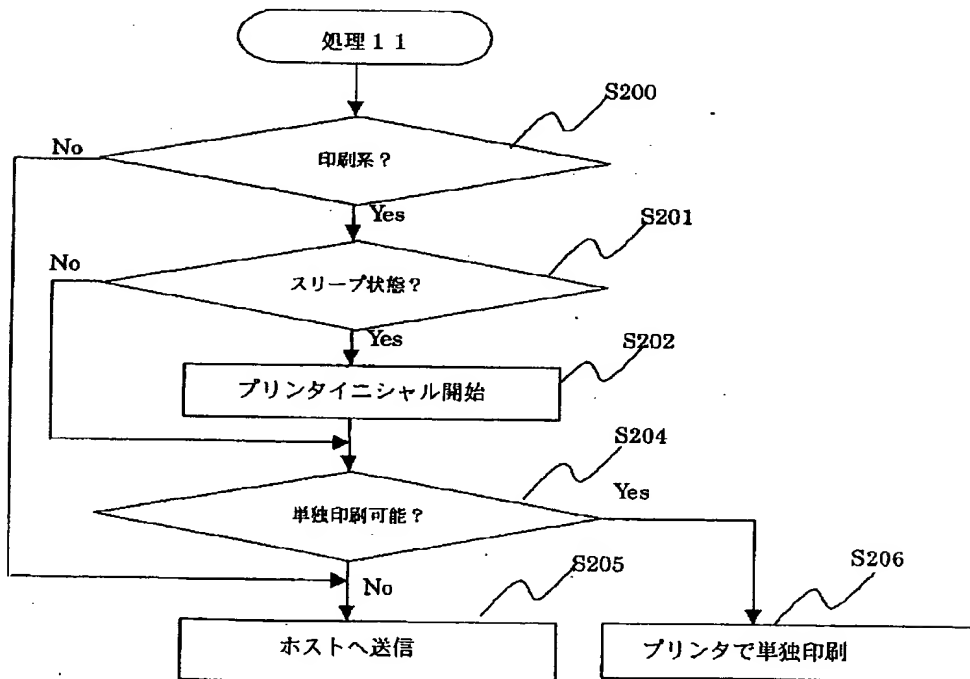 処理11
S200
No
印刷系?
Yes
S201
No
スリープ状態?
Yes
S202
プリンタイニシャル開始
S204
Yes
単独印刷可能?
No
S205
S206
ホストへ送信
プリンタで単独印刷